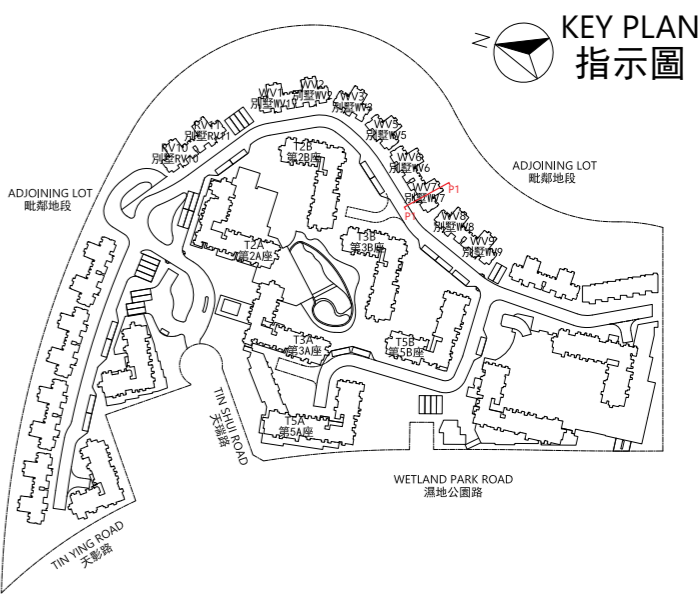 KEY PLAN
指示圖
N
WV2
別墅WV2
WV1
別墅WV1
WV3
別墅WV3
RV11
別墅RV11
WV5
別墅WV5
RV10
別墅RV10
T2B
第2B座
WV6
別墅WV6
ADJOINING LOT
毗鄰地段
ADJOINING LOT
毗鄰地段
WV7
別墅WV7
P1
P1
WV8
別墅WV8
T2A
第2A座
T3B
第3B座
WV9
別墅WV9
T3A
第3A座
T5B
第5B座
TIN SHUI ROAD
天瑞路
T5A
第5A座
WETLAND PARK ROAD
濕地公園路
TIN YING ROAD
天影路